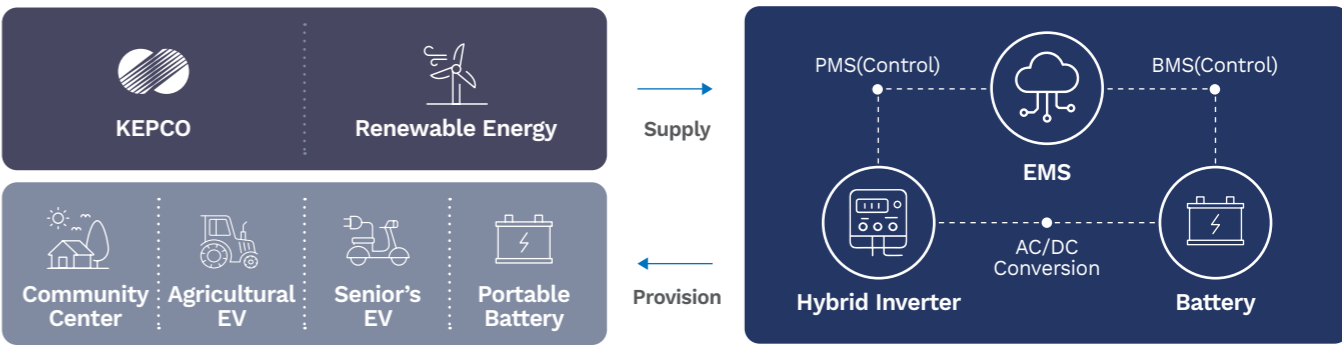 KEPCO
Renewable Energy
Supply
Community
Center
Agricultural
EV
Senior's
EV
Portable
Battery
Provision
PMS(Control)
BMS(Control)
EMS
AC/DC
Conversion
Hybrid Inverter
Battery